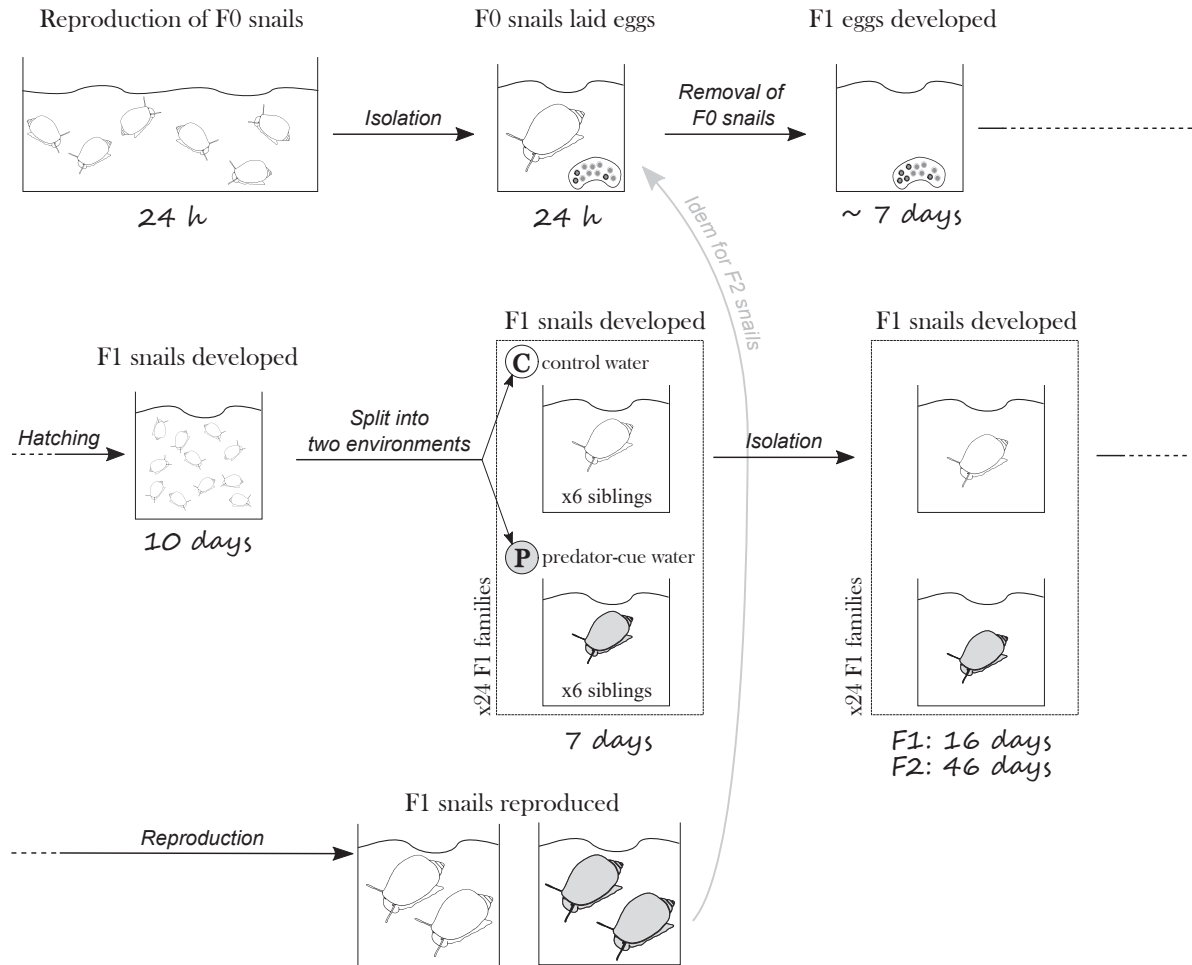 Reproduction of F0 snails
F0 snails laid eggs
F1 eggs developed
Isolation
Removal of
F0 snails
24 h
24 h
~ 7 days
Idem for F2 snails
F1 snails developed
F1 snails developed
F1 snails developed
Hatching
Split into
two environments
C control water
x6 siblings
P predator-cue water
x6 siblings
x24 F1 families
Isolation
x24 F1 families
10 days
7 days
F1: 16 days
F2: 46 days
F1 snails reproduced
Reproduction